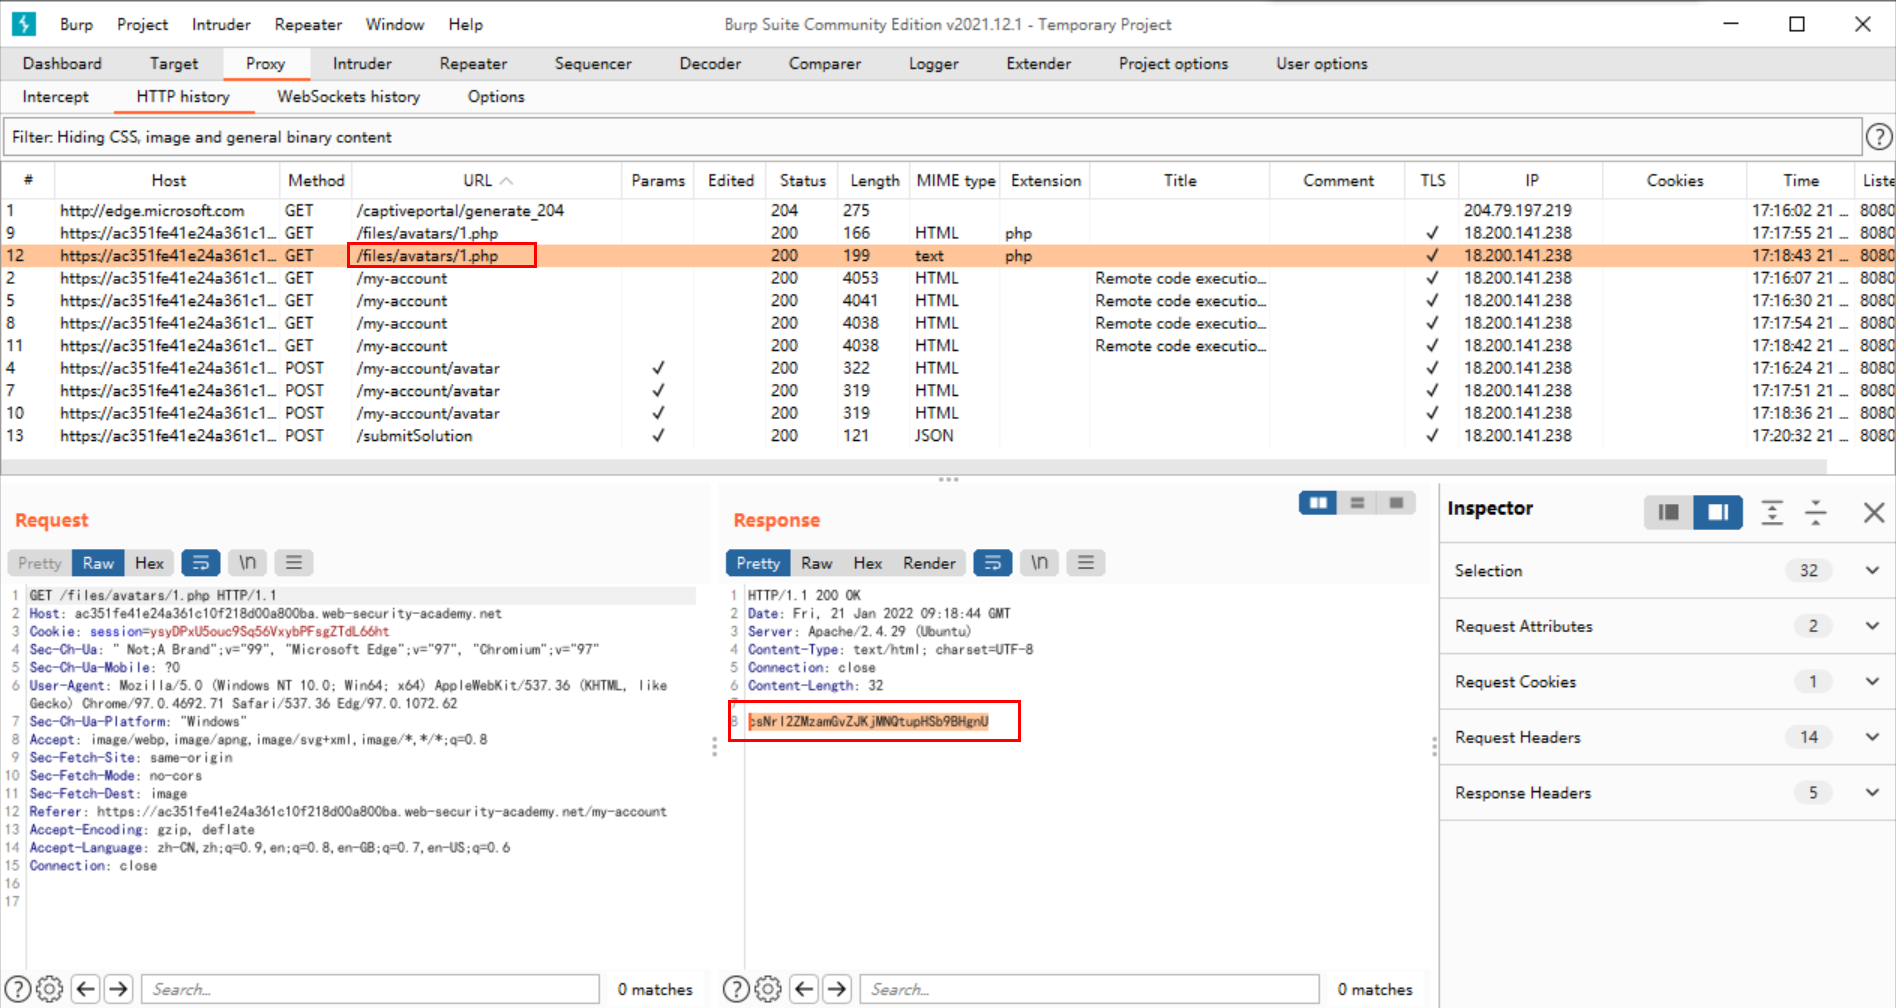 Burp Project Intruder Repeater Window Help Burp Suite Community Edition v2021.12.1 - Temporary Project
Dashboard Target Proxy Intruder Repeater Sequencer Decoder Comparer Logger Extender Project options User options
Intercept HTTP history WebSockets history Options
Filter: Hiding CSS, image and general binary content
# Host Method URL Params Edited Status Length MIME type Extension Title Comment TLS IP Cookies Time Liste
1 http://edge.microsoft.com GET /captiveportal/generate_204 204 275 204.79.197.219 17:16:02 21 ... 8080
9 https://ac351fe41e24a361c1... GET /files/avatars/1.php 200 166 HTML php ✓ 18.200.141.238 17:17:55 21 ... 8080
12 https://ac351fe41e24a361c1... GET /files/avatars/1.php 200 199 text php ✓ 18.200.141.238 17:18:43 21 ... 8080
2 https://ac351fe41e24a361c1... GET /my-account 200 4053 HTML Remote code executio... ✓ 18.200.141.238 17:16:07 21 ... 8080
5 https://ac351fe41e24a361c1... GET /my-account 200 4041 HTML Remote code executio... ✓ 18.200.141.238 17:16:30 21 ... 8080
8 https://ac351fe41e24a361c1... GET /my-account 200 4038 HTML Remote code executio... ✓ 18.200.141.238 17:17:54 21 ... 8080
11 https://ac351fe41e24a361c1... GET /my-account 200 4038 HTML Remote code executio... ✓ 18.200.141.238 17:18:42 21 ... 8080
4 https://ac351fe41e24a361c1... POST /my-account/avatar ✓ 200 322 HTML ✓ 18.200.141.238 17:16:24 21 ... 8080
7 https://ac351fe41e24a361c1... POST /my-account/avatar ✓ 200 319 HTML ✓ 18.200.141.238 17:17:51 21 ... 8080
10 https://ac351fe41e24a361c1... POST /my-account/avatar ✓ 200 319 HTML ✓ 18.200.141.238 17:18:36 21 ... 8080
13 https://ac351fe41e24a361c1... POST /submitSolution ✓ 200 121 JSON ✓ 18.200.141.238 17:20:32 21 ... 8080
Request
Pretty Raw Hex \n
1 GET /files/avatars/1.php HTTP/1.1
2 Host: ac351fe41e24a361c10f218d00a800ba.web-security-academy.net
3 Cookie: session=ysyDPxU5ouc9Sq56VxybPFsgZTdL66ht
4 Sec-Ch-Ua: " Not;A Brand";v="99", "Microsoft Edge";v="97", "Chromium";v="97"
5 Sec-Ch-Ua-Mobile: ?0
6 User-Agent: Mozilla/5.0 (Windows NT 10.0; Win64; x64) AppleWebKit/537.36 (KHTML, like
Gecko) Chrome/97.0.4692.71 Safari/537.36 Edg/97.0.1072.62
7 Sec-Ch-Ua-Platform: "Windows"
8 Accept: image/webp,image/apng,image/svg+xml,image/*,*/*;q=0.8
9 Sec-Fetch-Site: same-origin
10 Sec-Fetch-Mode: no-cors
11 Sec-Fetch-Dest: image
12 Referer: https://ac351fe41e24a361c10f218d00a800ba.web-security-academy.net/my-account
13 Accept-Encoding: gzip, deflate
14 Accept-Language: zh-CN,zh;q=0.9,en;q=0.8,en-GB;q=0.7,en-US;q=0.6
15 Connection: close
16
17
Search... 0 matches
Response
Pretty Raw Hex Render \n
1 HTTP/1.1 200 OK
2 Date: Fri, 21 Jan 2022 09:18:44 GMT
3 Server: Apache/2.4.29 (Ubuntu)
4 Content-Type: text/html; charset=UTF-8
5 Connection: close
6 Content-Length: 32
7
8 csNrI2ZMzamGvZJKjMNQtupHSb9BHgnU
Search... 0 matches
Inspector
Selection 32
Request Attributes 2
Request Cookies 1
Request Headers 14
Response Headers 5